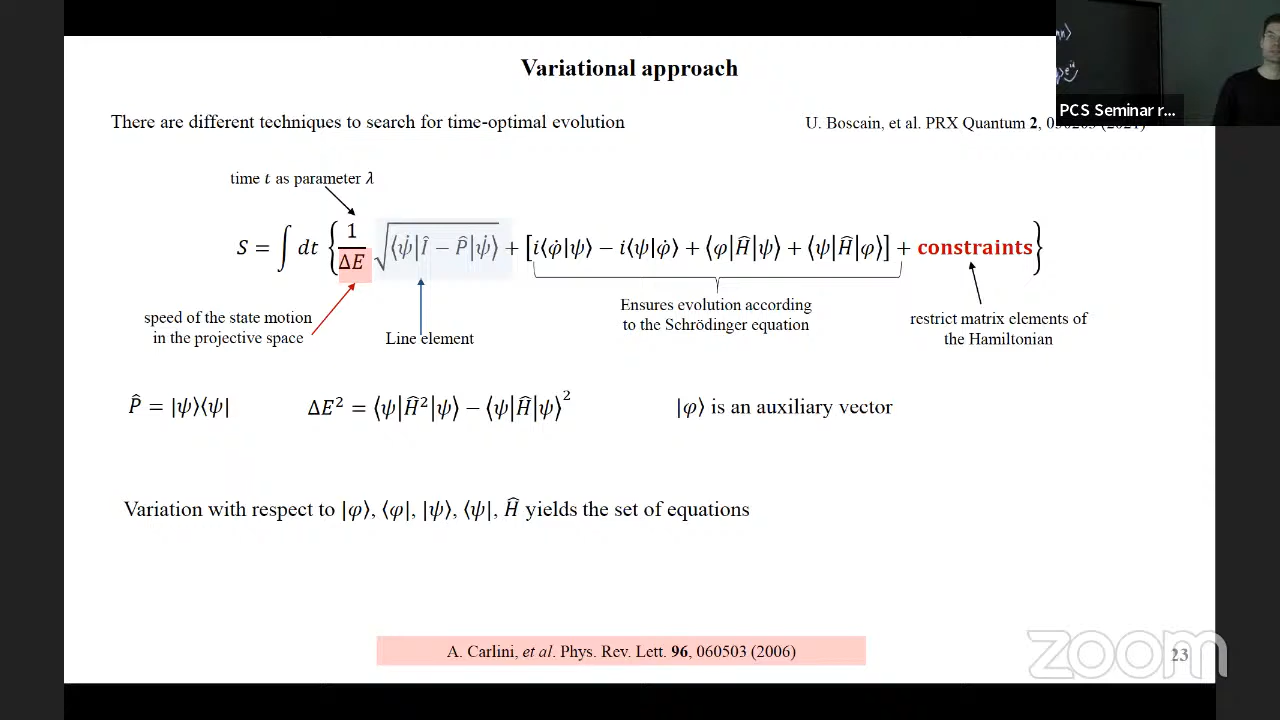 Variational approach
There are different techniques to search for time-optimal evolution
U. Boscain, et al. PRX Quantum 2,
PCS Seminar r...
time t as parameter λ
S = ∫ dt { 1/ΔE √⟨ψ̇|Î − P̂|ψ̇⟩ + [i⟨φ̇|ψ⟩ − i⟨ψ|φ̇⟩ + ⟨φ|Ĥ|ψ⟩ + ⟨ψ|Ĥ|φ⟩] + constraints }
speed of the state motion
in the projective space
Line element
Ensures evolution according
to the Schrödinger equation
restrict matrix elements of
the Hamiltonian
P̂ = |ψ⟩⟨ψ|
ΔE² = ⟨ψ|Ĥ²|ψ⟩ − ⟨ψ|Ĥ|ψ⟩²
|φ⟩ is an auxiliary vector
Variation with respect to |φ⟩, ⟨φ|, |ψ⟩, ⟨ψ|, Ĥ yields the set of equations
A. Carlini, et al. Phys. Rev. Lett. 96, 060503 (2006)
zoom
23